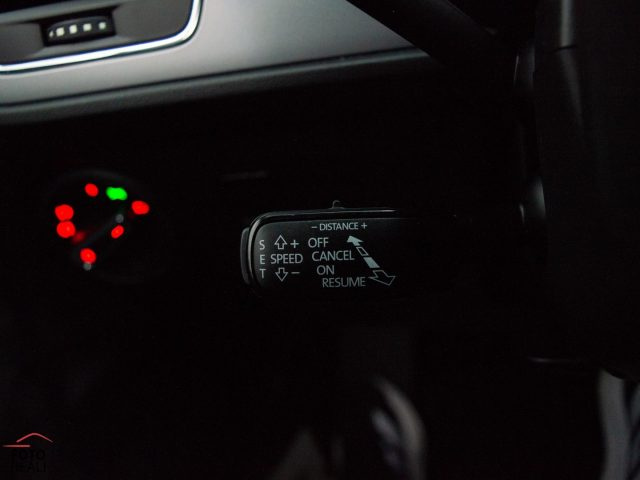 − DISTANCE +
S ⇧ + OFF
E SPEED CANCEL
T ⇩ − ON
RESUME